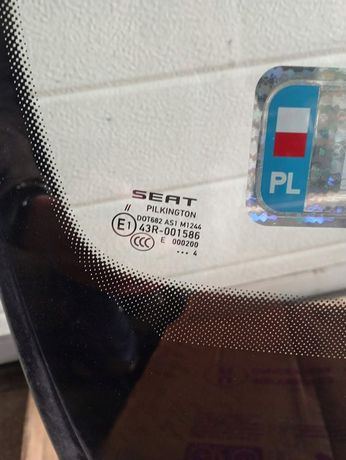 SEAT
//
PILKINGTON
DOT682 AS1 M1244
E1 43R-001586
CCC E 000200
... 4
PL